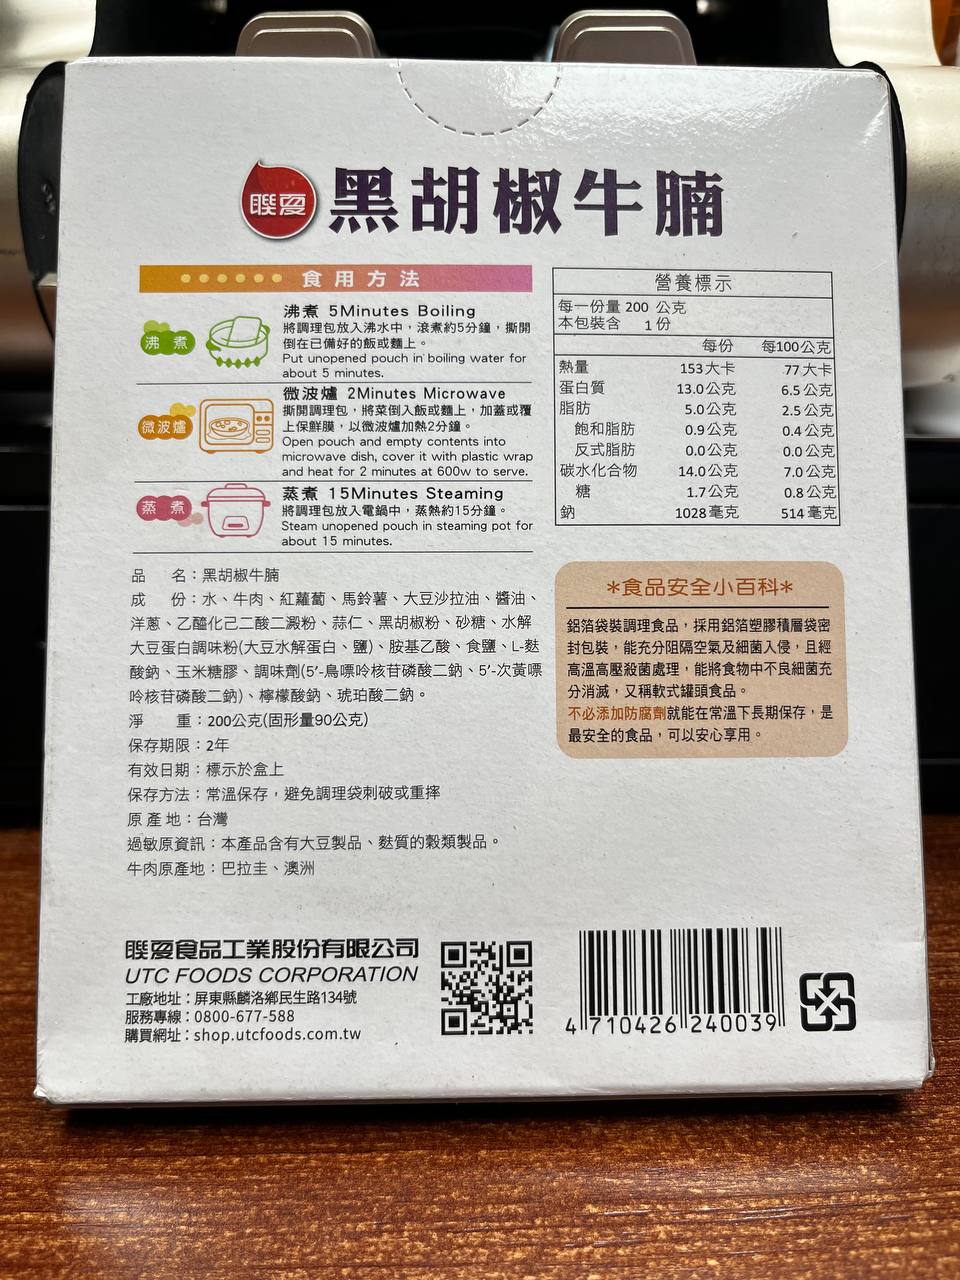 聯夏 黑胡椒牛腩
食用方法
沸煮
沸煮 5Minutes Boiling
將調理包放入沸水中，滾煮約5分鐘，撕開
倒在已備好的飯或麵上。
Put unopened pouch in boiling water for
about 5 minutes.
微波爐
微波爐 2Minutes Microwave
撕開調理包，將菜倒入飯或麵上，加蓋或覆
上保鮮膜，以微波爐加熱2分鐘。
Open pouch and empty contents into
microwave dish, cover it with plastic wrap
and heat for 2 minutes at 600w to serve.
蒸煮
蒸煮 15Minutes Steaming
將調理包放入電鍋中，蒸熱約15分鐘。
Steam unopened pouch in steaming pot for
about 15 minutes.
營養標示
每一份量 200 公克
本包裝含 1 份
每份 每100公克
熱量 153大卡 77大卡
蛋白質 13.0公克 6.5公克
脂肪 5.0公克 2.5公克
飽和脂肪 0.9公克 0.4公克
反式脂肪 0.0公克 0.0公克
碳水化合物 14.0公克 7.0公克
糖 1.7公克 0.8公克
鈉 1028毫克 514毫克
品 名：黑胡椒牛腩
成 份：水、牛肉、紅蘿蔔、馬鈴薯、大豆沙拉油、醬油、
洋蔥、乙醯化己二酸二澱粉、蒜仁、黑胡椒粉、砂糖、水解
大豆蛋白調味粉(大豆水解蛋白、鹽)、胺基乙酸、食鹽、L-麩
酸鈉、玉米糖膠、調味劑(5′-鳥嘌呤核苷磷酸二鈉、5′-次黃嘌
呤核苷磷酸二鈉)、檸檬酸鈉、琥珀酸二鈉。
淨 重：200公克(固形量90公克)
保存期限：2年
有效日期：標示於盒上
保存方法：常溫保存，避免調理袋刺破或重摔
原產地：台灣
過敏原資訊：本產品含有大豆製品、麩質的穀類製品。
牛肉原產地：巴拉圭、澳洲
＊食品安全小百科＊
鋁箔袋裝調理食品，採用鋁箔塑膠積層袋密
封包裝，能充分阻隔空氣及細菌入侵，且經
高溫高壓殺菌處理，能將食物中不良細菌充
分消滅，又稱軟式罐頭食品。
不必添加防腐劑就能在常溫下長期保存，是
最安全的食品，可以安心享用。
聯夏食品工業股份有限公司
UTC FOODS CORPORATION
工廠地址：屏東縣麟洛鄉民生路134號
服務專線：0800-677-588
購買網址：shop.utcfoods.com.tw
4 710426 240039